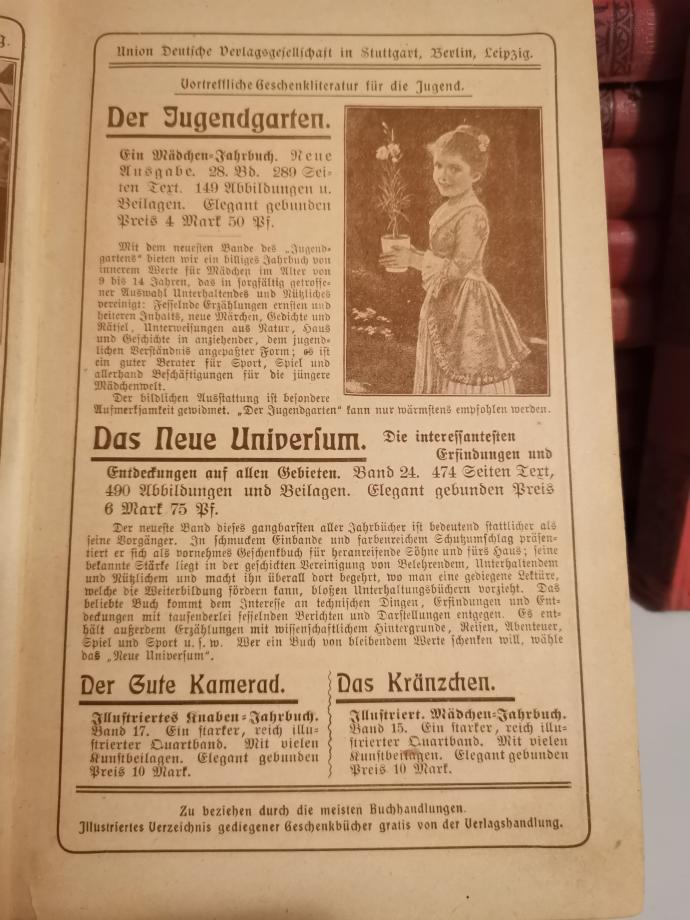 Union Deutsche Verlagsgesellschaft in Stuttgart, Berlin, Leipzig.
Vortreffliche Geschenkliteratur für die Jugend.
Der Jugendgarten.
Ein Mädchen-Jahrbuch. Neue
Ausgabe. 28. Bd. 289 Sei-
ten Text. 149 Abbildungen u.
Beilagen. Elegant gebunden
Preis 4 Mark 50 Pf.
Mit dem neuesten Bande des „Jugend-
gartens“ bieten wir ein billiges Jahrbuch von
innerem Werte für Mädchen im Alter von
9 bis 14 Jahren, das in sorgfältig getroffe-
ner Auswahl Unterhaltendes und Nützliches
vereinigt: Fesselnde Erzählungen ernsten und
heiteren Inhalts, neue Märchen, Gedichte und
Rätsel, Unterweisungen aus Natur, Haus
und Geschichte in anziehender, dem jugend-
lichen Verständnis angepaßter Form; es ist
ein guter Berater für Sport, Spiel und
allerhand Beschäftigungen für die jüngere
Mädchenwelt.
Der bildlichen Ausstattung ist besondere
Aufmerksamkeit gewidmet. „Der Jugendgarten“ kann nur wärmstens empfohlen werden.
Das Neue Universum. Die interessantesten
Erfindungen und
Entdeckungen auf allen Gebieten. Band 24. 474 Seiten Text,
490 Abbildungen und Beilagen. Elegant gebunden Preis
6 Mark 75 Pf.
Der neueste Band dieses gangbarsten aller Jahrbücher ist bedeutend stattlicher als
seine Vorgänger. In schmuckem Einbande und farbenreichem Schutzumschlag präsen-
tiert er sich als vornehmes Geschenkbuch für heranreifende Söhne und fürs Haus; seine
bekannte Stärke liegt in der geschickten Vereinigung von Belehrendem, Unterhaltendem
und Nützlichem und macht ihn überall dort begehrt, wo man eine gediegene Lektüre,
welche die Weiterbildung fördern kann, bloßen Unterhaltungsbüchern vorzieht. Das
beliebte Buch kommt dem Interesse an technischen Dingen, Erfindungen und Ent-
deckungen mit tausenderlei fesselnden Berichten und Darstellungen entgegen. Es ent-
hält außerdem Erzählungen mit wissenschaftlichem Hintergrunde, Reisen, Abenteuer,
Spiel und Sport u. s. w. Wer ein Buch von bleibendem Werte schenken will, wähle
das „Neue Universum“.
Der Gute Kamerad.
Illustriertes Knaben-Jahrbuch.
Band 17. Ein starker, reich illu-
strierter Quartband. Mit vielen
Kunstbeilagen. Elegant gebunden
Preis 10 Mark.
Das Kränzchen.
Illustriert. Mädchen-Jahrbuch.
Band 15. Ein starker, reich illu-
strierter Quartband. Mit vielen
Kunstbeilagen. Elegant gebunden
Preis 10 Mark.
Zu beziehen durch die meisten Buchhandlungen.
Illustriertes Verzeichnis gediegener Geschenkbücher gratis von der Verlagshandlung.